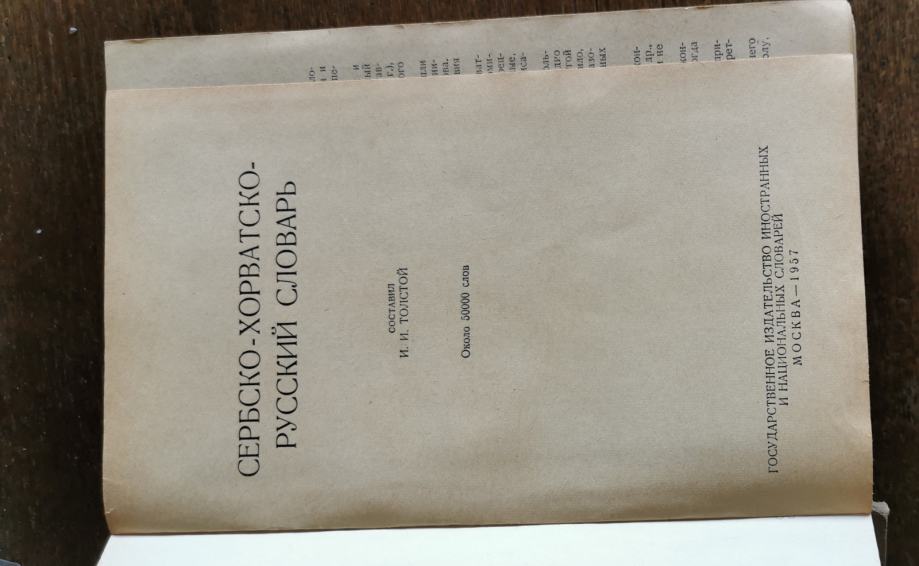 СЕРБСКО-ХОРВАТСКО-
РУССКИЙ СЛОВАРЬ
СОСТАВИЛ
И. И. ТОЛСТОЙ
Около 50000 слов
ГОСУДАРСТВЕННОЕ ИЗДАТЕЛЬСТВО ИНОСТРАННЫХ
И НАЦИОНАЛЬНЫХ СЛОВАРЕЙ
МОСКВА — 1957